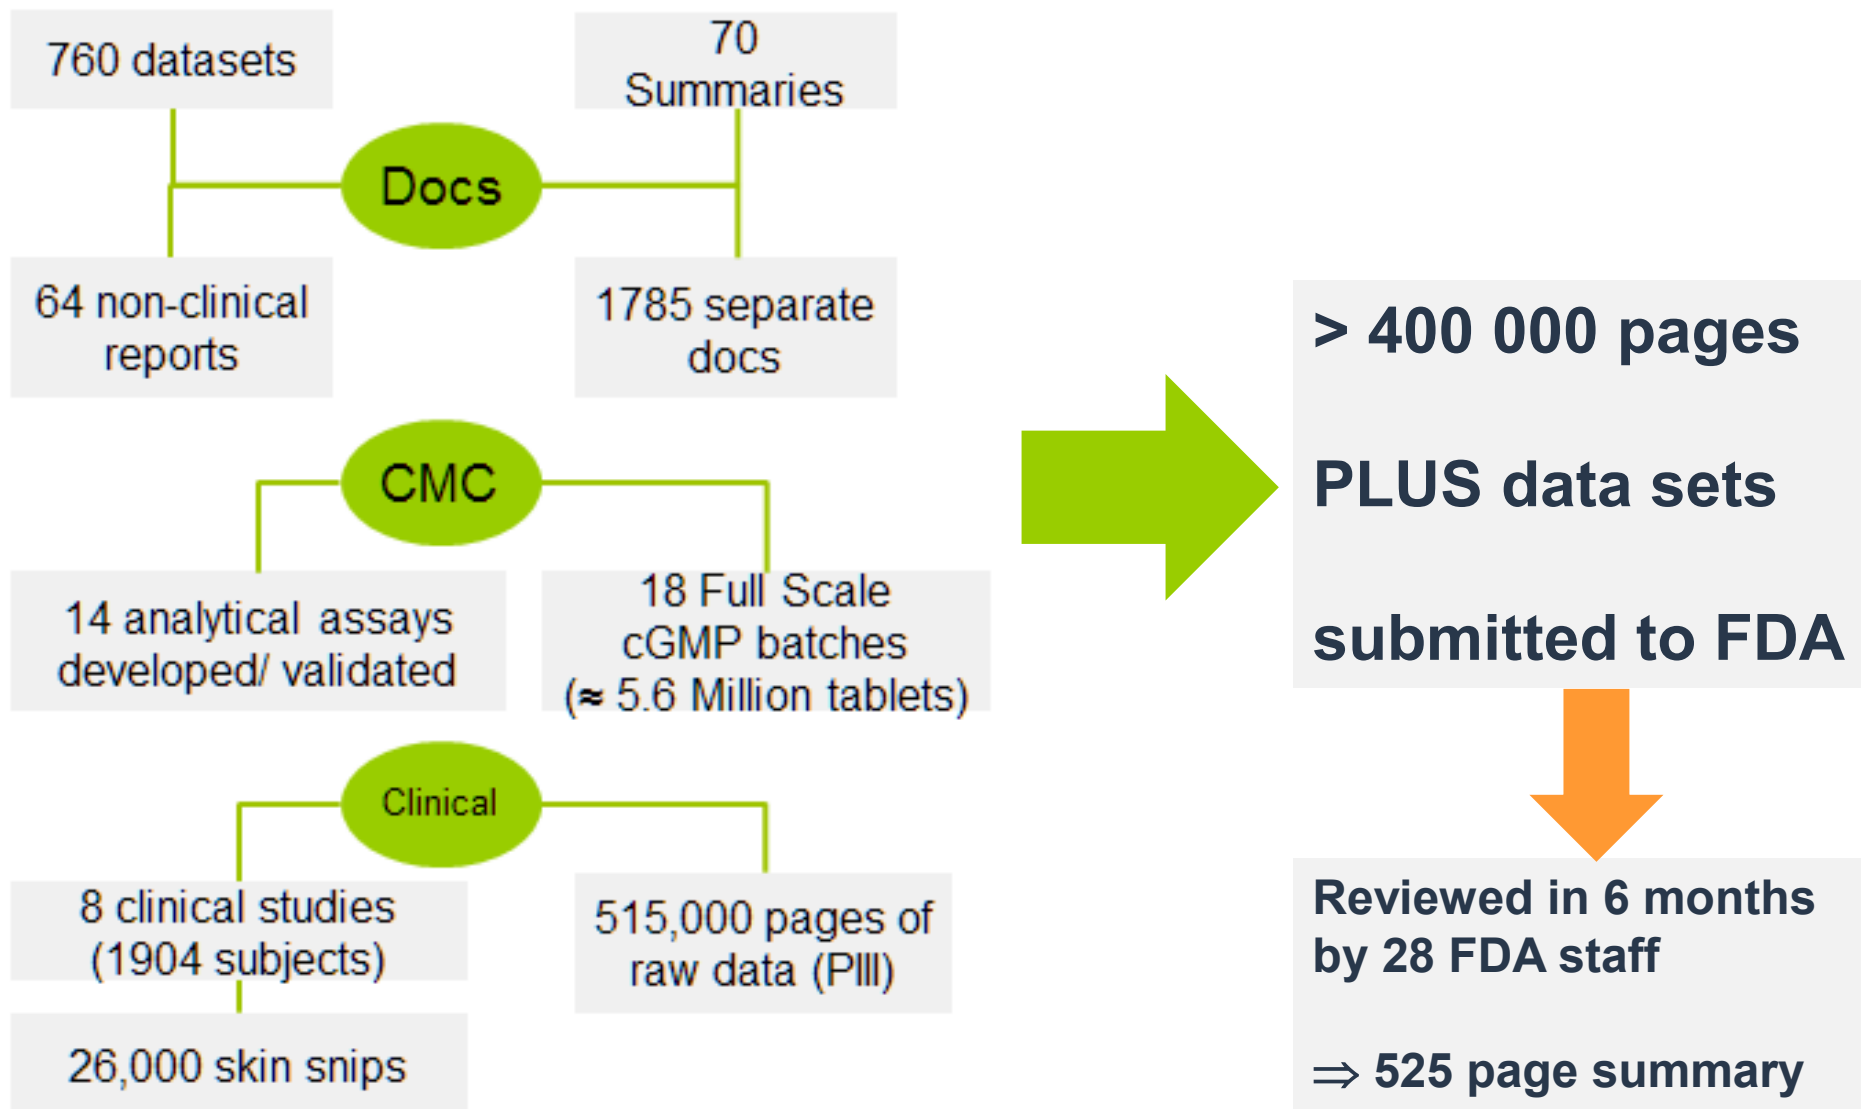 760 datasets
70
Summaries
Docs
64 non-clinical
reports
1785 separate
docs
CMC
14 analytical assays
developed/ validated
18 Full Scale
cGMP batches
(≈ 5.6 Million tablets)
Clinical
8 clinical studies
(1904 subjects)
515,000 pages of
raw data (PIII)
26,000 skin snips
> 400 000 pages
PLUS data sets
submitted to FDA
Reviewed in 6 months
by 28 FDA staff
⇒ 525 page summary